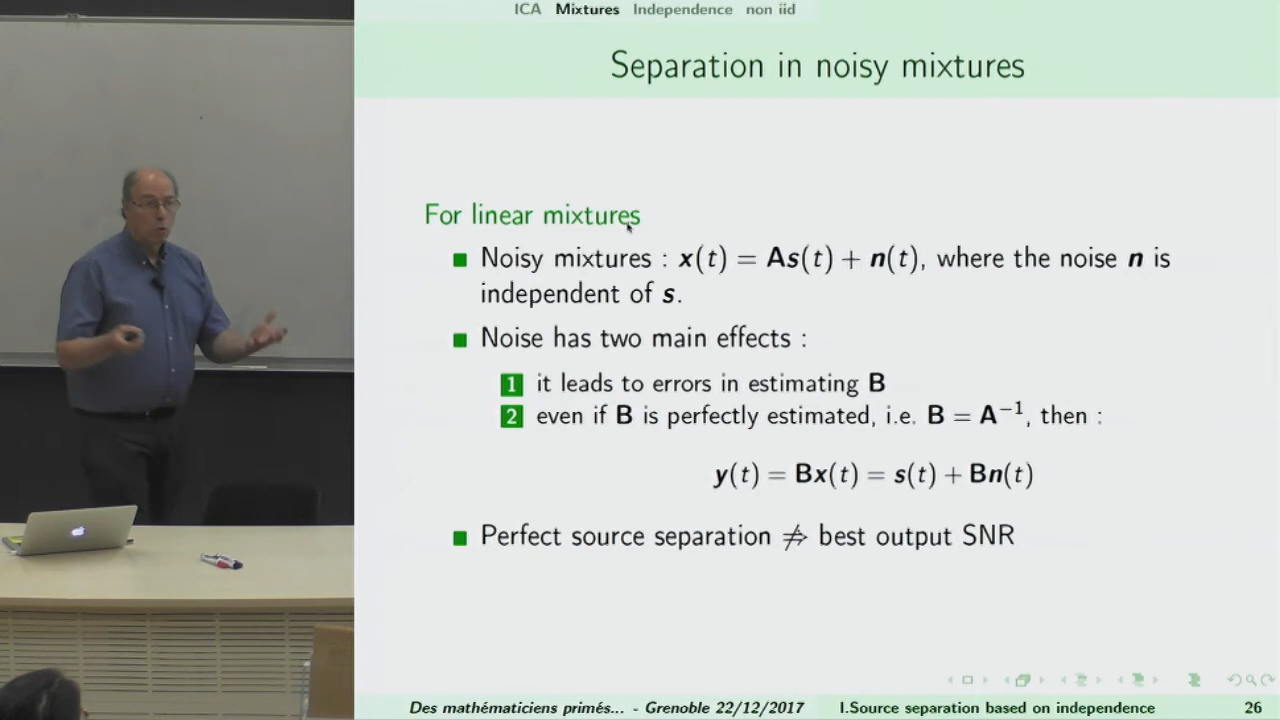 ICA Mixtures Independence non iid
Separation in noisy mixtures
For linear mixtures
Noisy mixtures : x(t) = As(t) + n(t), where the noise n is
independent of s.
Noise has two main effects :
1 it leads to errors in estimating B
2 even if B is perfectly estimated, i.e. B = A⁻¹, then :
y(t) = Bx(t) = s(t) + Bn(t)
Perfect source separation ⇏ best output SNR
Des mathématiciens primés... - Grenoble 22/12/2017 I.Source separation based on independence 26